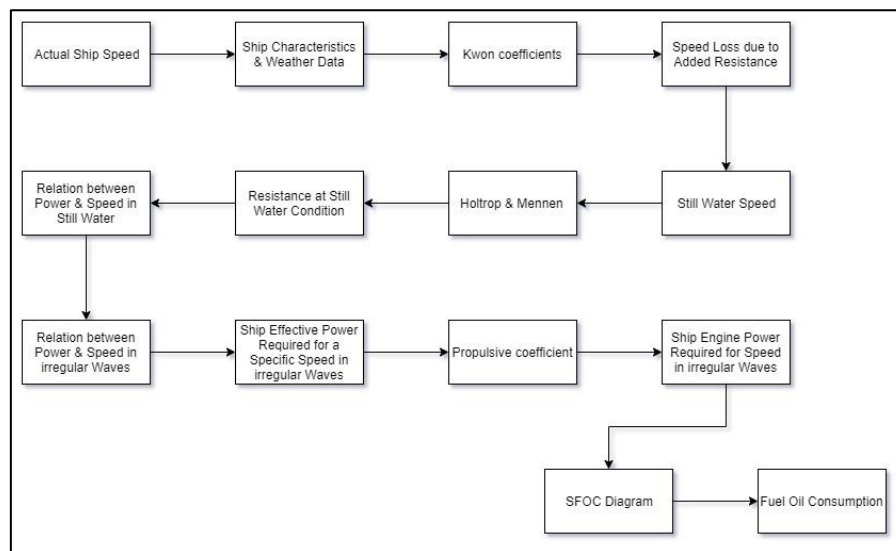 Actual Ship Speed
Ship Characteristics
& Weather Data
Kwon coefficients
Speed Loss due to
Added Resistance
Still Water Speed
Holtrop & Mennen
Resistance at Still
Water Condition
Relation between
Power & Speed in
Still Water
Relation between
Power & Speed in
irregular Waves
Ship Effective Power
Required for a
Specific Speed in
irregular Waves
Propulsive coefficient
Ship Engine Power
Required for Speed
in irregular Waves
SFOC Diagram
Fuel Oil Consumption